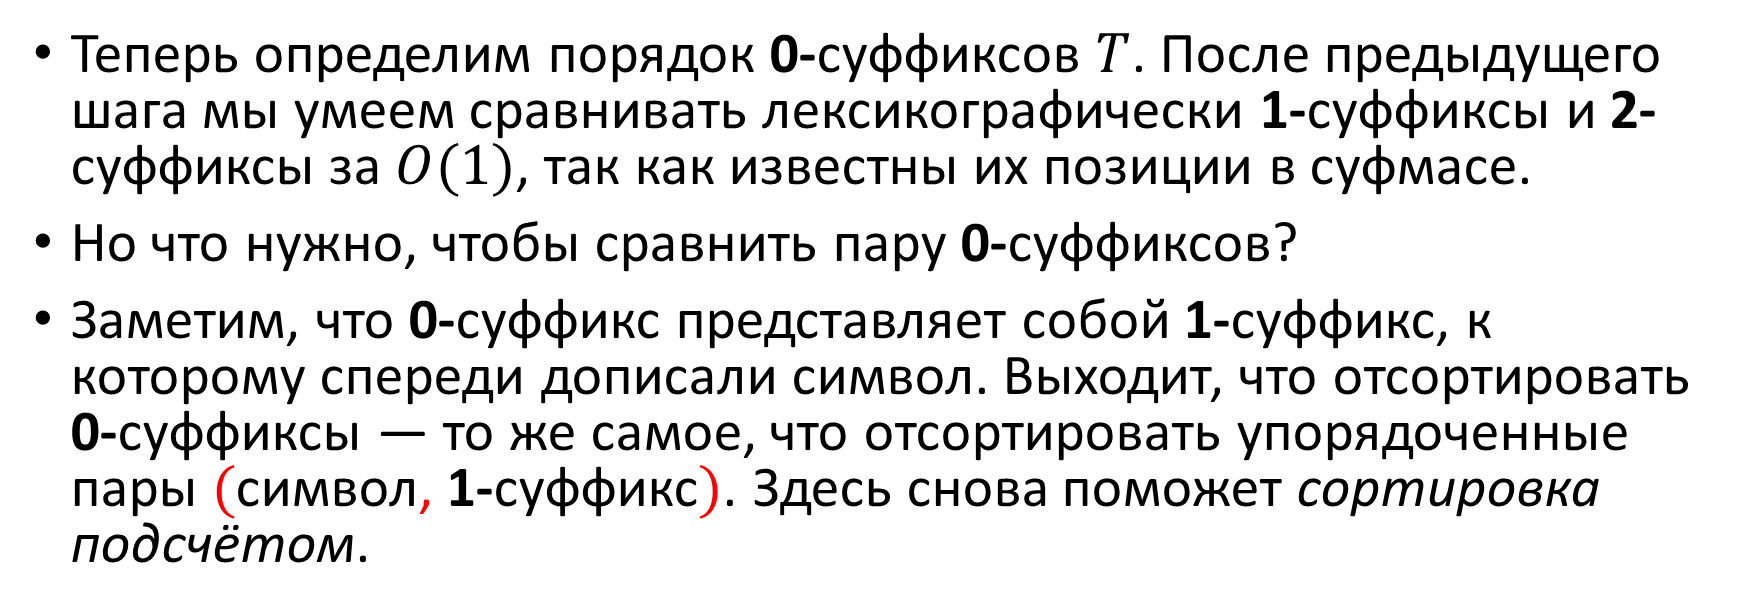 • Теперь определим порядок 0-суффиксов T. После предыдущего
шага мы умеем сравнивать лексикографически 1-суффиксы и 2-
суффиксы за O(1), так как известны их позиции в суфмасе.
• Но что нужно, чтобы сравнить пару 0-суффиксов?
• Заметим, что 0-суффикс представляет собой 1-суффикс, к
которому спереди дописали символ. Выходит, что отсортировать
0-суффиксы — то же самое, что отсортировать упорядоченные
пары (символ, 1-суффикс). Здесь снова поможет сортировка
подсчётом.